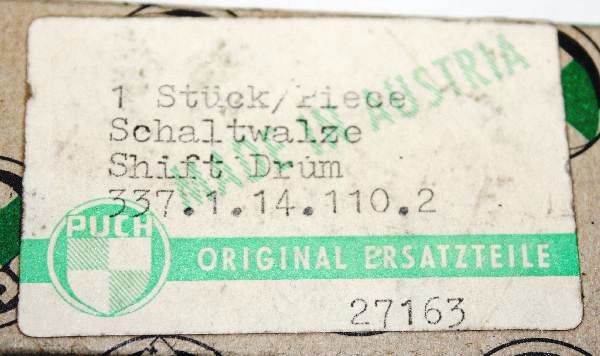 1 Stück/Piece
Schaltwalze
Shift Drum
337.1.14.110.2
MADE IN AUSTRIA
PUCH
ORIGINAL ERSATZTEILE
27163